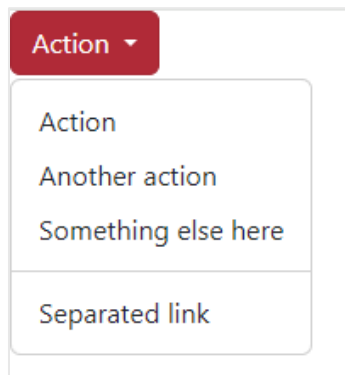 Action
Action
Another action
Something else here
Separated link